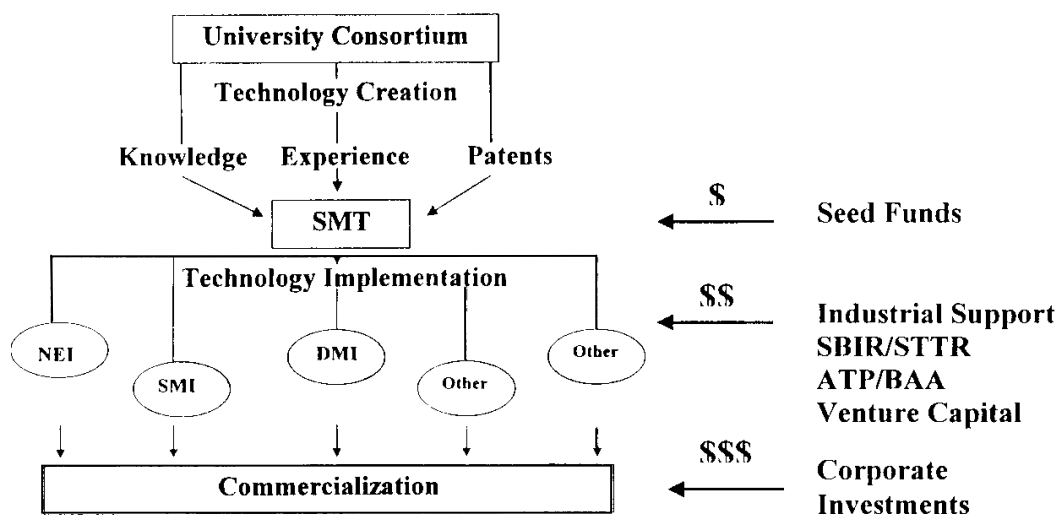 University Consortium
Technology Creation
Knowledge Experience Patents
SMT
$
Seed Funds
Technology Implementation
$$
NEI
SMI
DMI
Other
Other
Industrial Support
SBIR/STTR
ATP/BAA
Venture Capital
Commercialization
$$$
Corporate
Investments